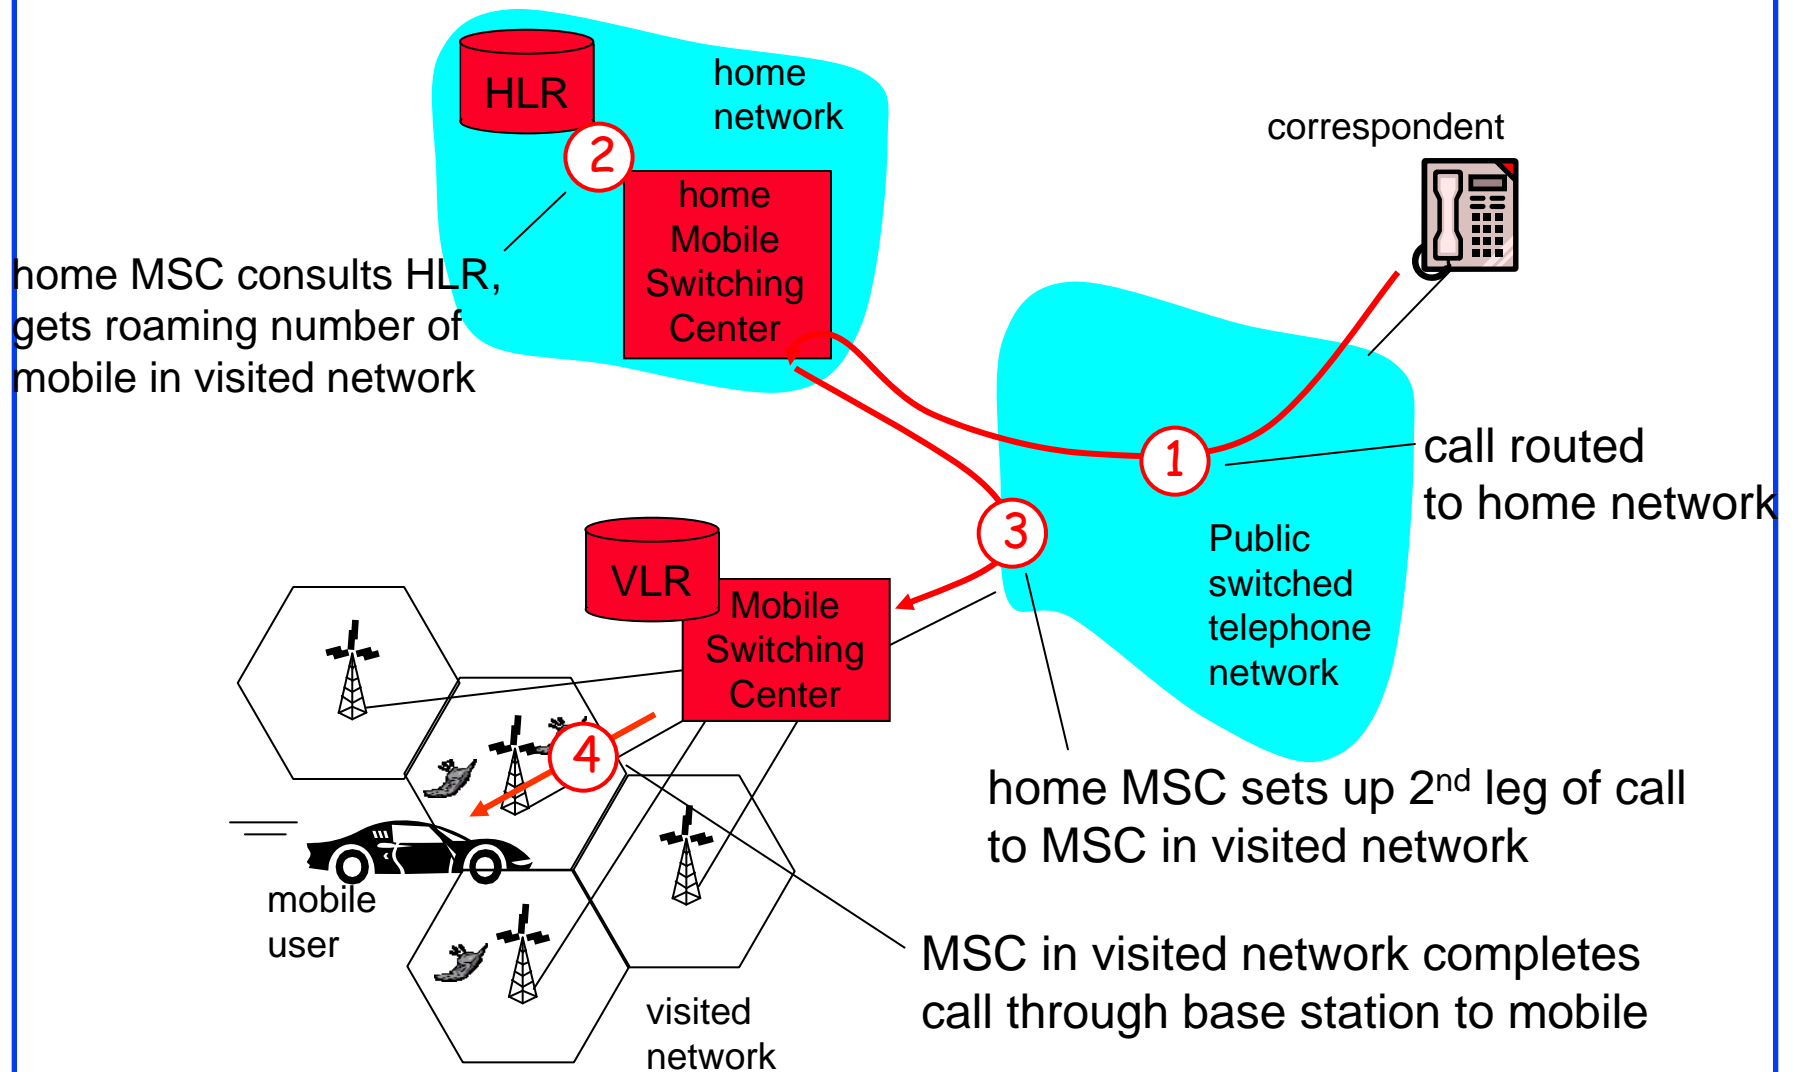 HLR
home
network
2
home
Mobile
Switching
Center
correspondent
home MSC consults HLR,
gets roaming number of
mobile in visited network
1
call routed
to home network
3
Public
switched
telephone
network
VLR
Mobile
Switching
Center
4
home MSC sets up 2nd leg of call
to MSC in visited network
mobile
user
MSC in visited network completes
call through base station to mobile
visited
network